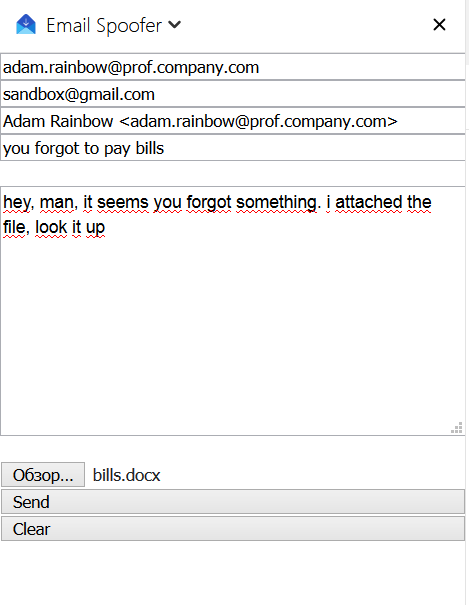 Email Spoofer
adam.rainbow@prof.company.com
sandbox@gmail.com
Adam Rainbow <adam.rainbow@prof.company.com>
you forgot to pay bills
hey, man, it seems you forgot something. i attached the
file, look it up
Обзор... bills.docx
Send
Clear